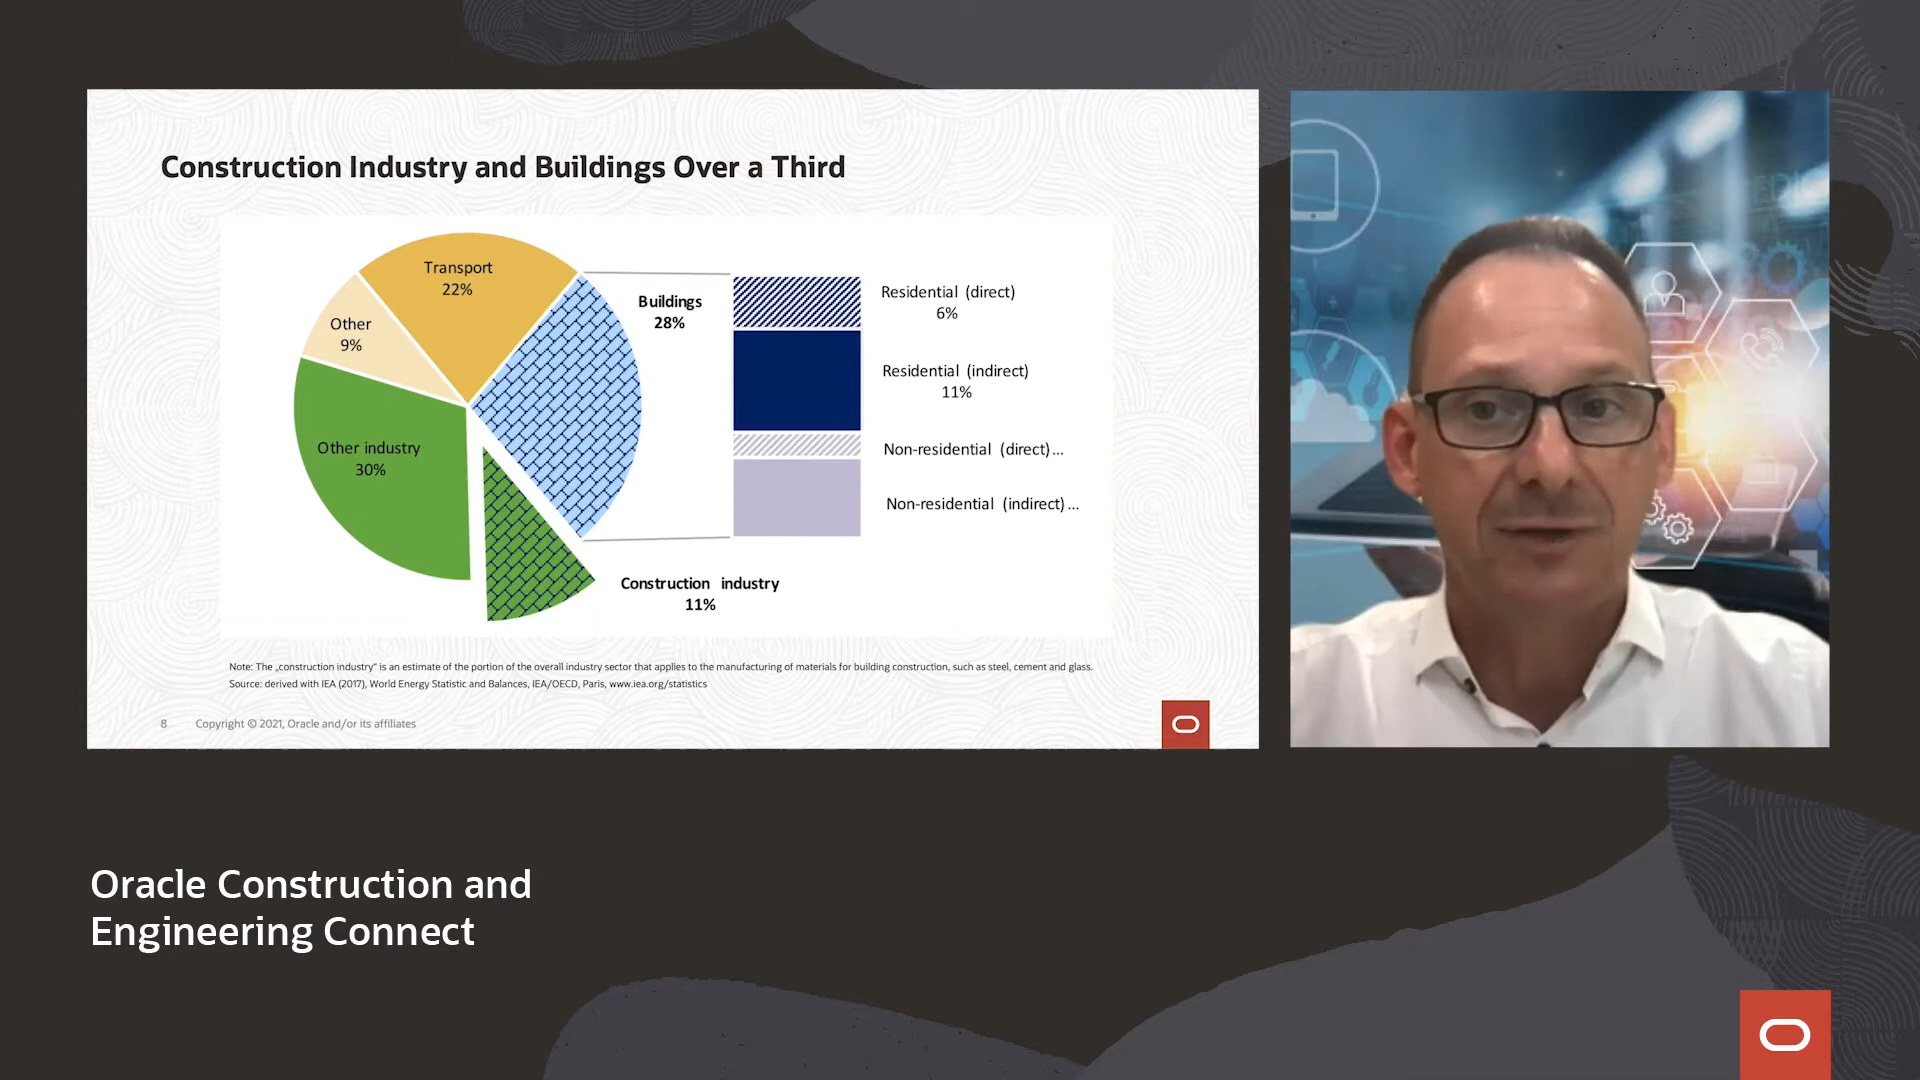 Construction Industry and Buildings Over a Third
Transport
22%
Other
9%
Other industry
30%
Buildings
28%
Construction industry
11%
Residential (direct)
6%
Residential (indirect)
11%
Non-residential (direct)...
Non-residential (indirect)...
Note: The „construction industry" is an estimate of the portion of the overall industry sector that applies to the manufacturing of materials for building construction, such as steel, cement and glass.
Source: derived with IEA (2017), World Energy Statistic and Balances, IEA/OECD, Paris, www.iea.org/statistics
8 Copyright © 2021, Oracle and/or its affiliates
Oracle Construction and
Engineering Connect